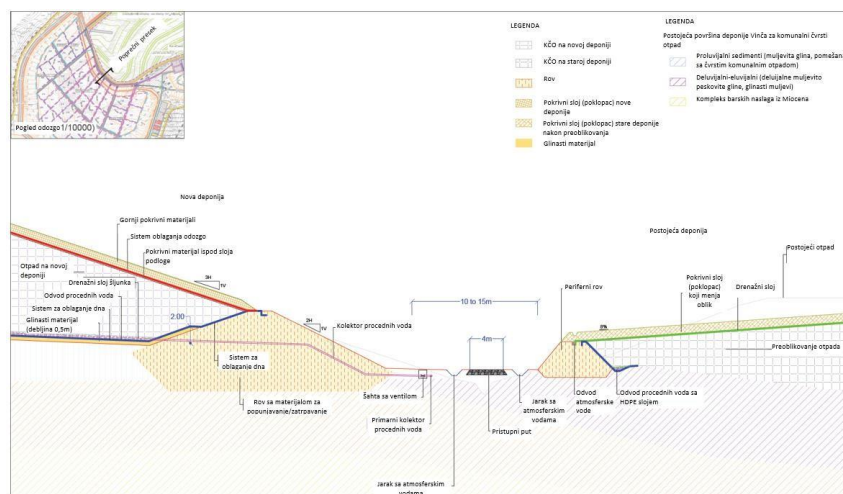 Poprečni presek
Pogled odozgo1/10000)
LEGENDA
KČO na novoj deponiji
KČO na staroj deponiji
Rov
Pokrivni sloj (poklopac) nove
deponije
Pokrivni sloj (poklopac) stare deponije
nakon preoblikovanja
Glinasti materijal
LEGENDA
Postojeća površina deponije Vinča za komunalni čvrsti
otpad
Proluvijalni sedimenti (muljevita glina, pomešana
sa čvrstim komunalnim otpadom)
Deluvijalni-eluvijalni (deluijalne muljevito
peskovite gline, glinasti muljevi)
Kompleks barskih naslaga iz Miocena
Nova deponija
Gornji pokrivni materijali
Sistem oblaganja odozgo
Pokrivni materijal ispod sloja
podloge
Otpad na novoj
deponiji
Drenažni sloj šljunka
Odvod procednih voda
Sistem za oblaganje dna
Glinasti materijal
(debljina 0,5m)
2.00
3H
1V
2H
1V
Kolektor procednih voda
Sistem za
oblaganje dna
Rov sa materijalom za
popunjavanje/zatrpavanje
Šahta sa ventilom
Primarni kolektor
procednih voda
Jarak sa atmosferskim
vodama
10 to 15m
4m
Pristupni put
Jarak sa
atmosferskim
vodama
Periferni rov
Odvod
atmosferske
vode
Odvod procednih voda sa
HDPE slojem
Postojeća deponija
Postojeći otpad
Pokrivni sloj
(poklopac)
koji menja
oblik
Drenažni sloj
Preoblikovanje otpada